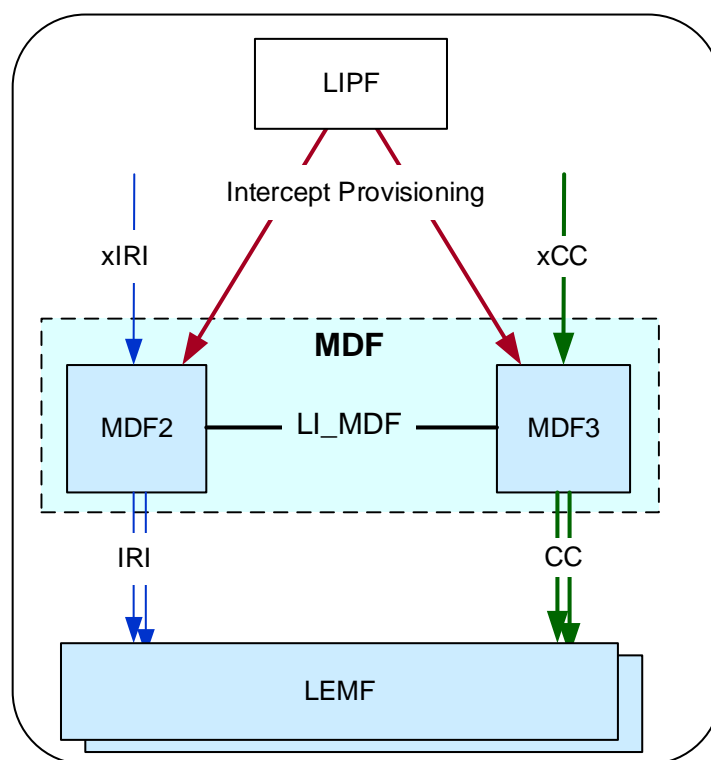 LIPF
Intercept Provisioning
xIRI
xCC
MDF
MDF2
LI_MDF
MDF3
IRI
CC
LEMF